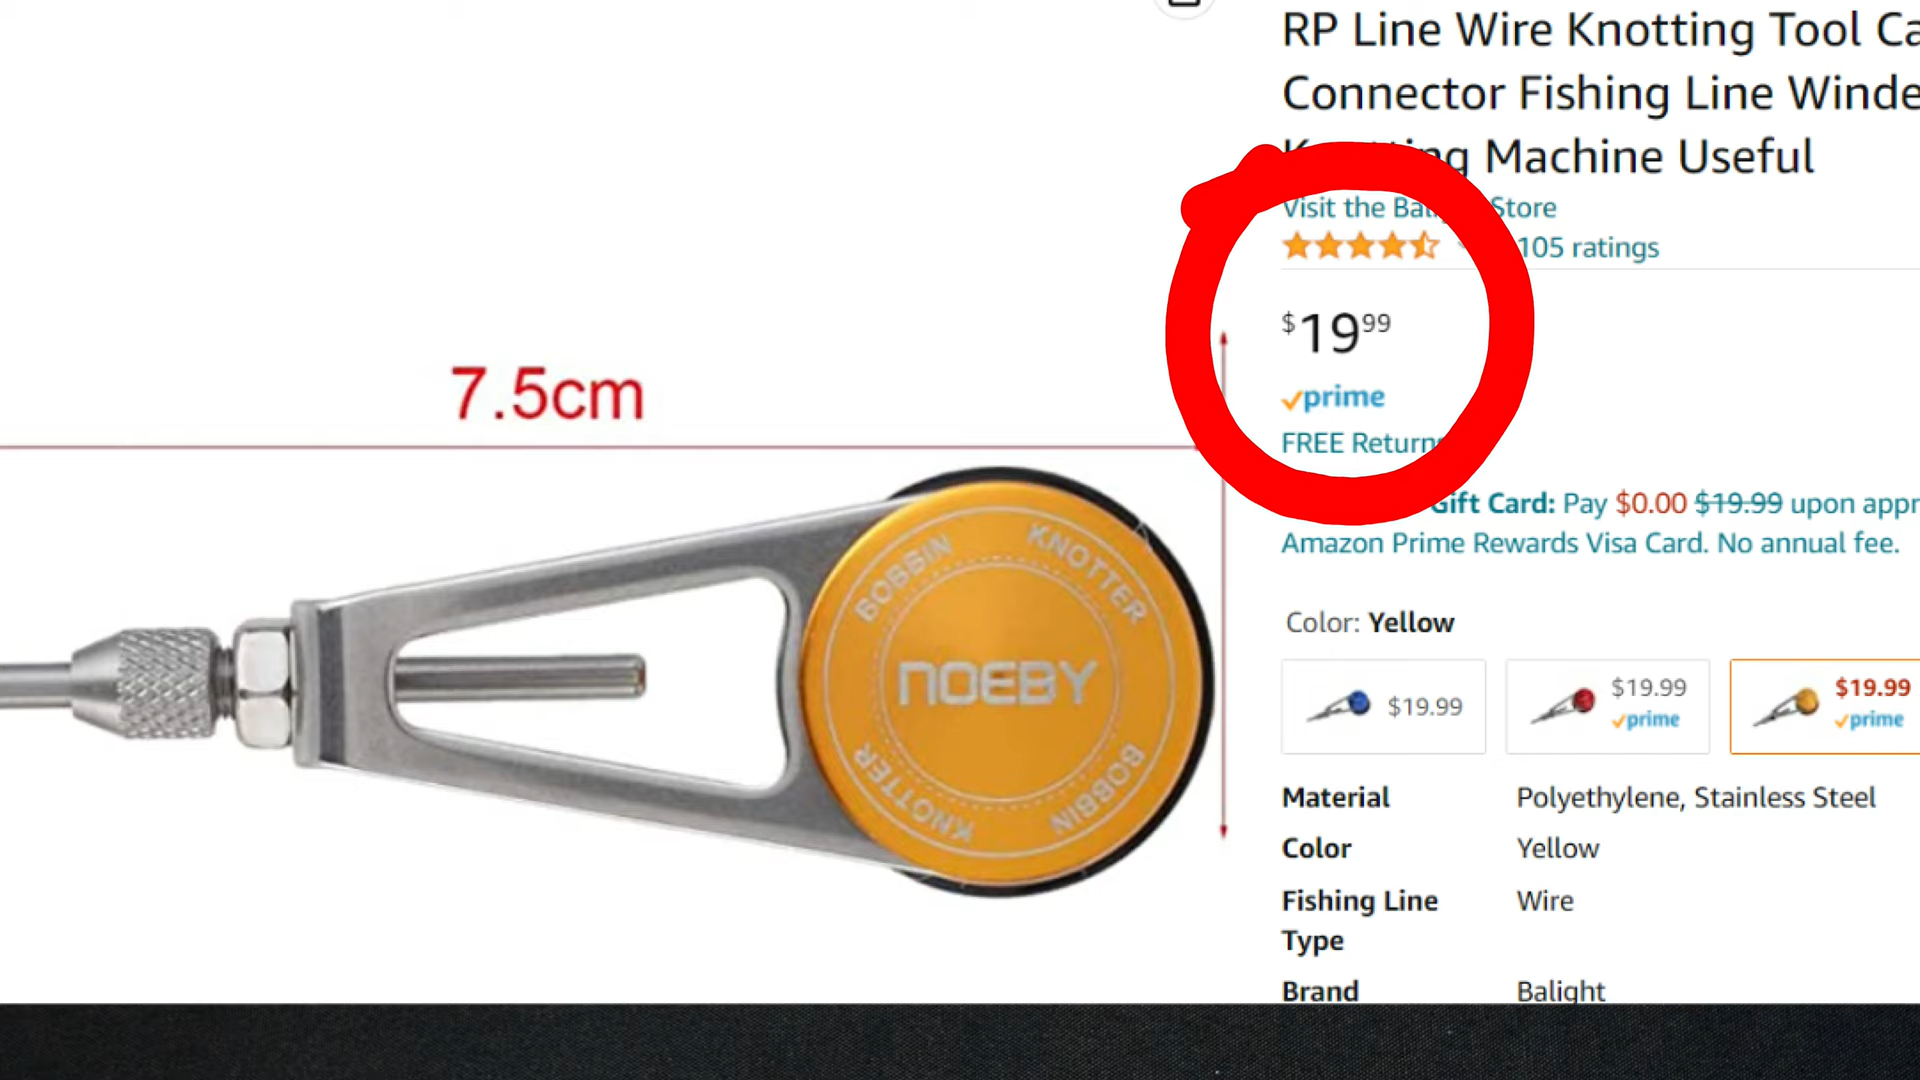 RP Line Wire Knotting Tool Ca
Connector Fishing Line Winde
Knotting Machine Useful
Visit the Balight Store
105 ratings
$19.99
prime
FREE Returns
Gift Card: Pay $0.00 $19.99 upon appr
Amazon Prime Rewards Visa Card. No annual fee.
7.5cm
BOBBIN KNOTTER
NOEBY
KNOTTER BOBBIN
Color: Yellow
$19.99
$19.99
prime
$19.99
prime
Material Polyethylene, Stainless Steel
Color Yellow
Fishing Line Wire
Type
Brand Balight